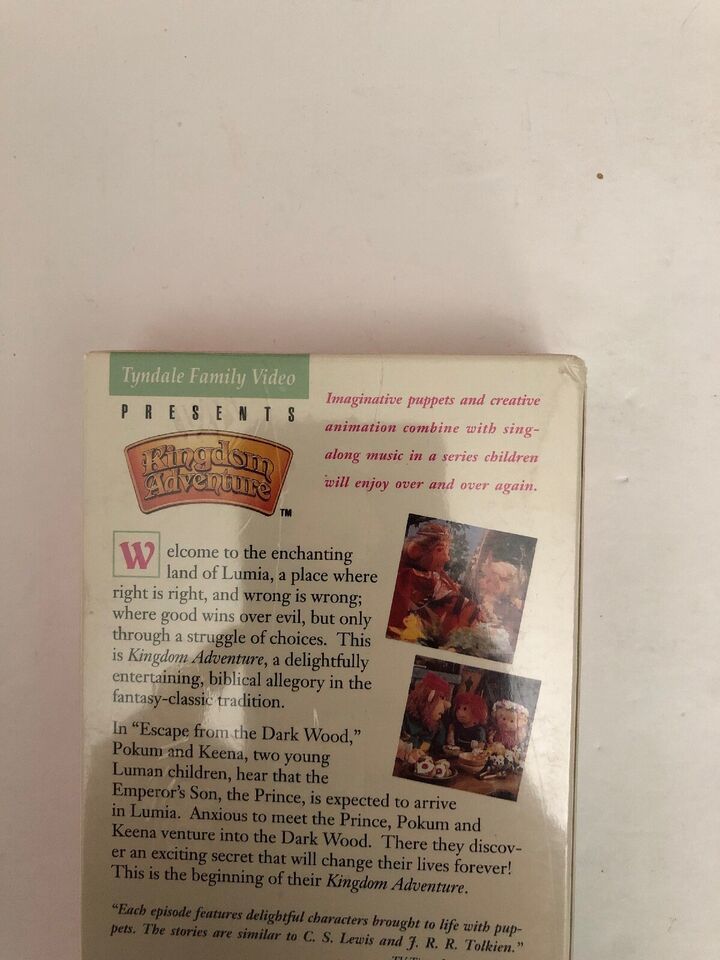 Tyndale Family Video
PRESENTS
Kingdom
Adventure
TM
Imaginative puppets and creative
animation combine with sing-
along music in a series children
will enjoy over and over again.
Welcome to the enchanting
land of Lumia, a place where
right is right, and wrong is wrong;
where good wins over evil, but only
through a struggle of choices. This
is Kingdom Adventure, a delightfully
entertaining, biblical allegory in the
fantasy-classic tradition.
In “Escape from the Dark Wood,”
Pokum and Keena, two young
Luman children, hear that the
Emperor's Son, the Prince, is expected to arrive
in Lumia. Anxious to meet the Prince, Pokum and
Keena venture into the Dark Wood. There they discov-
er an exciting secret that will change their lives forever!
This is the beginning of their Kingdom Adventure.
“Each episode features delightful characters brought to life with pup-
pets. The stories are similar to C. S. Lewis and J. R. R. Tolkien.”